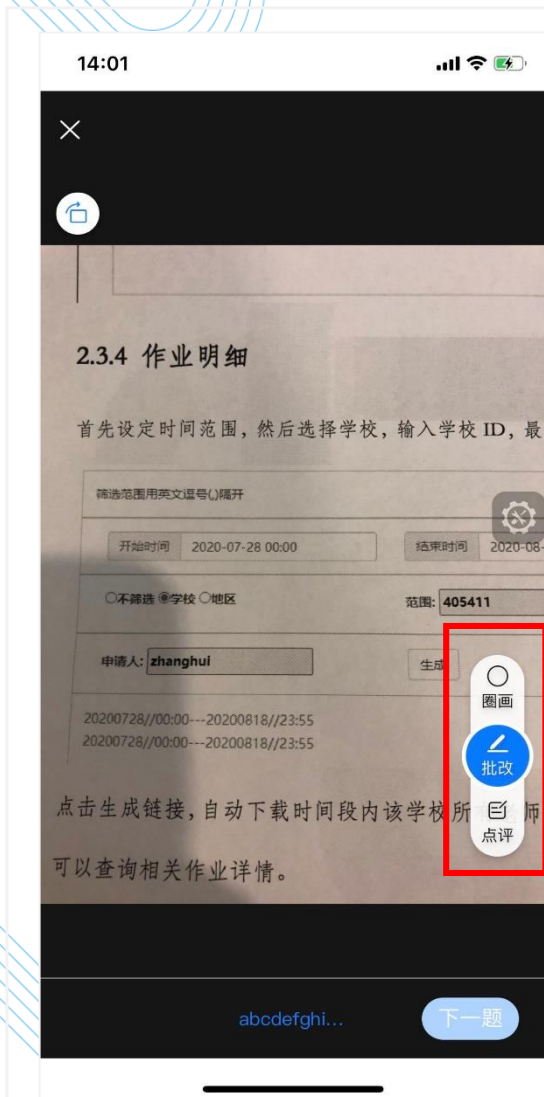 14:01
2.3.4 作业明细
首先设定时间范围，然后选择学校，输入学校 ID，最
筛选范围用英文逗号(,)隔开
开始时间 2020-07-28 00:00 结束时间 2020-08-
不筛选 学校 地区 范围: 405411
申请人: zhanghui 生成
圈画
批改
点评
20200728//00:00---20200818//23:55
20200728//00:00---20200818//23:55
点击生成链接，自动下载时间段内该学校所 师
可以查询相关作业详情。
abcdefghi...
下一题